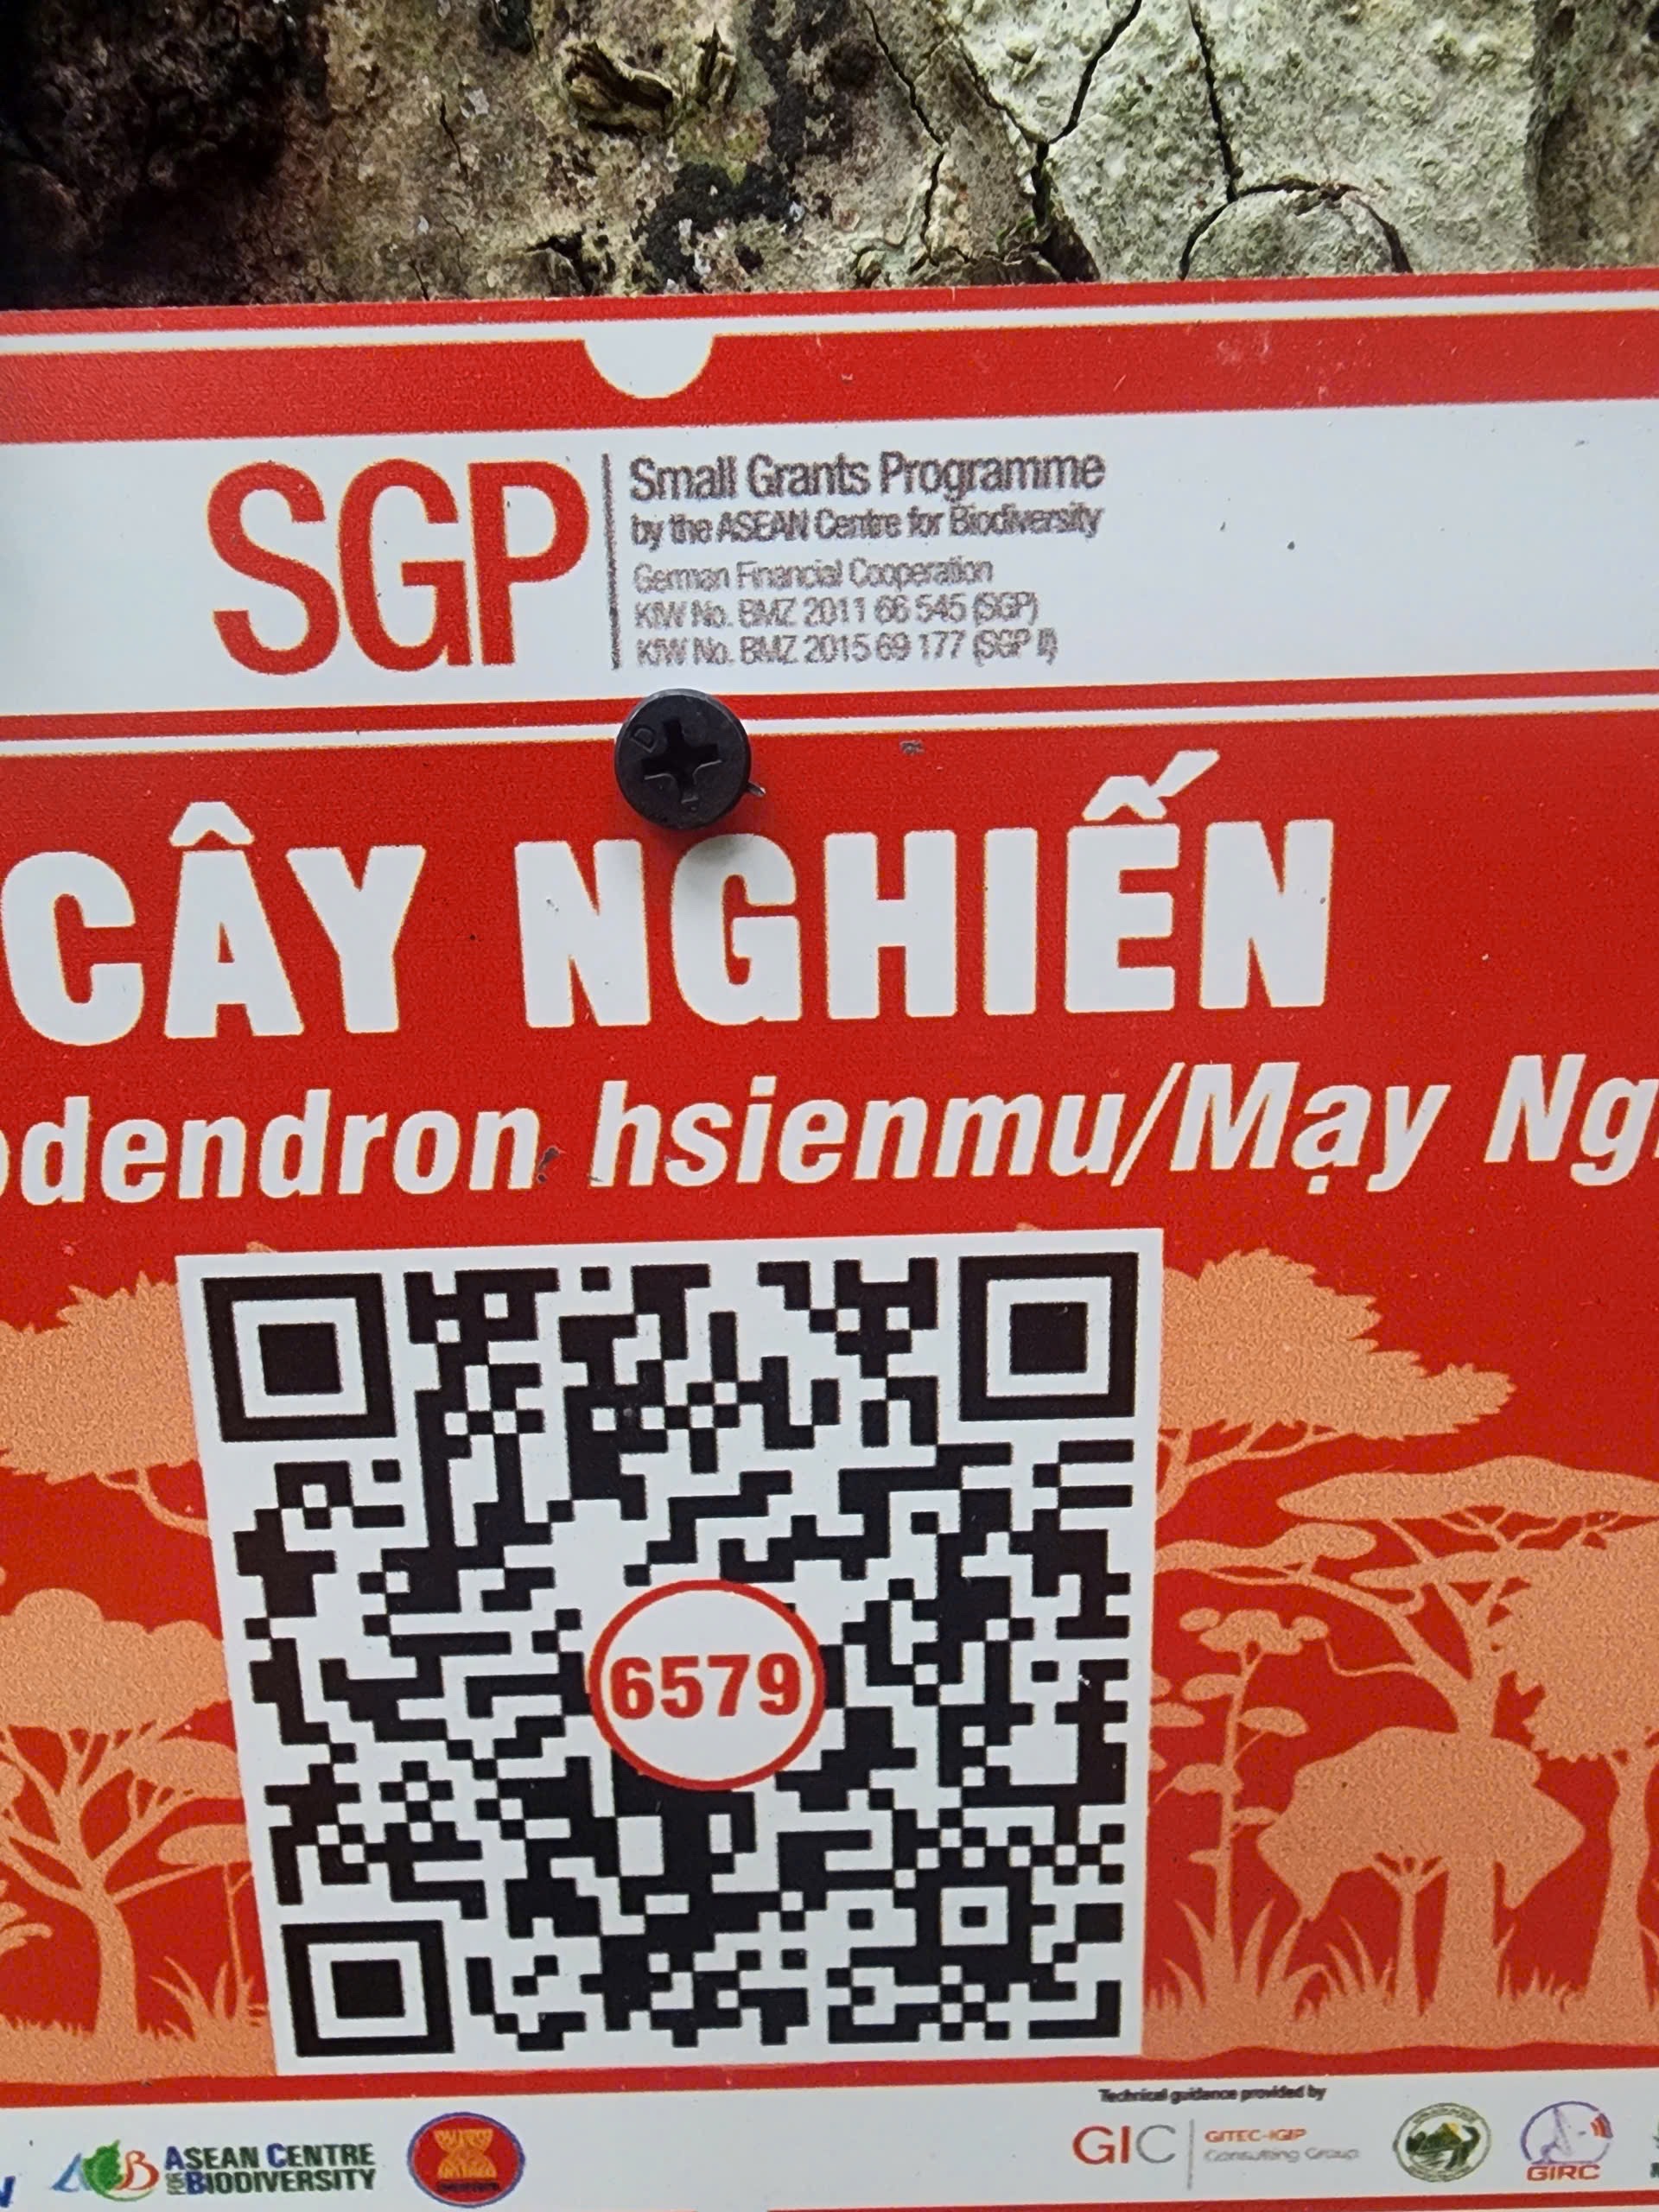 SGP
Small Grants Programme
by the ASEAN Centre for Biodiversity
German Financial Cooperation
KfW No. BMZ 2011 66 545 (SGP)
KfW No. BMZ 2015 69 177 (SGP II)
CÂY NGHIẾN
odendron hsienmu/Mạy Ng
6579
Technical guidance provided by
ASEAN CENTRE
FOR BIODIVERSITY
GIC
GITEC-IGIP
Consulting Group
GIRC